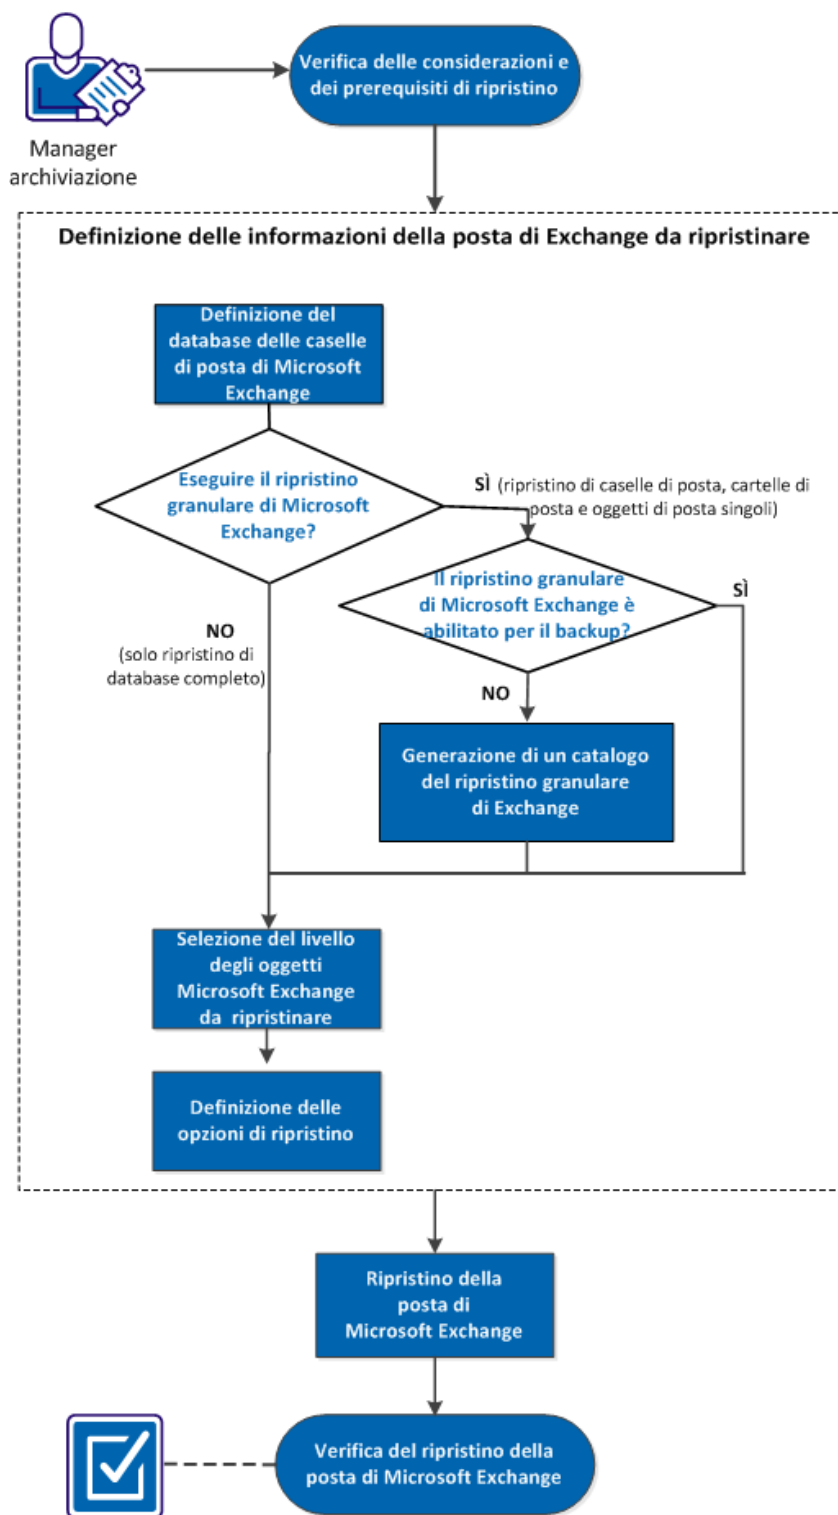 Verifica delle considerazioni e
dei prerequisiti di ripristino
Manager
archiviazione
Definizione delle informazioni della posta di Exchange da ripristinare
Definizione del
database delle caselle
di posta di Microsoft
Exchange
Eseguire il ripristino
granulare di Microsoft
Exchange?
SÌ (ripristino di caselle di posta, cartelle di
posta e oggetti di posta singoli)
Il ripristino granulare
di Microsoft Exchange è
abilitato per il backup?
SÌ
NO
(solo ripristino di
database completo)
NO
Generazione di un catalogo
del ripristino granulare
di Exchange
Selezione del livello
degli oggetti
Microsoft Exchange
da ripristinare
Definizione delle
opzioni di ripristino
Ripristino della
posta di
Microsoft Exchange
Verifica del ripristino della
posta di Microsoft Exchange